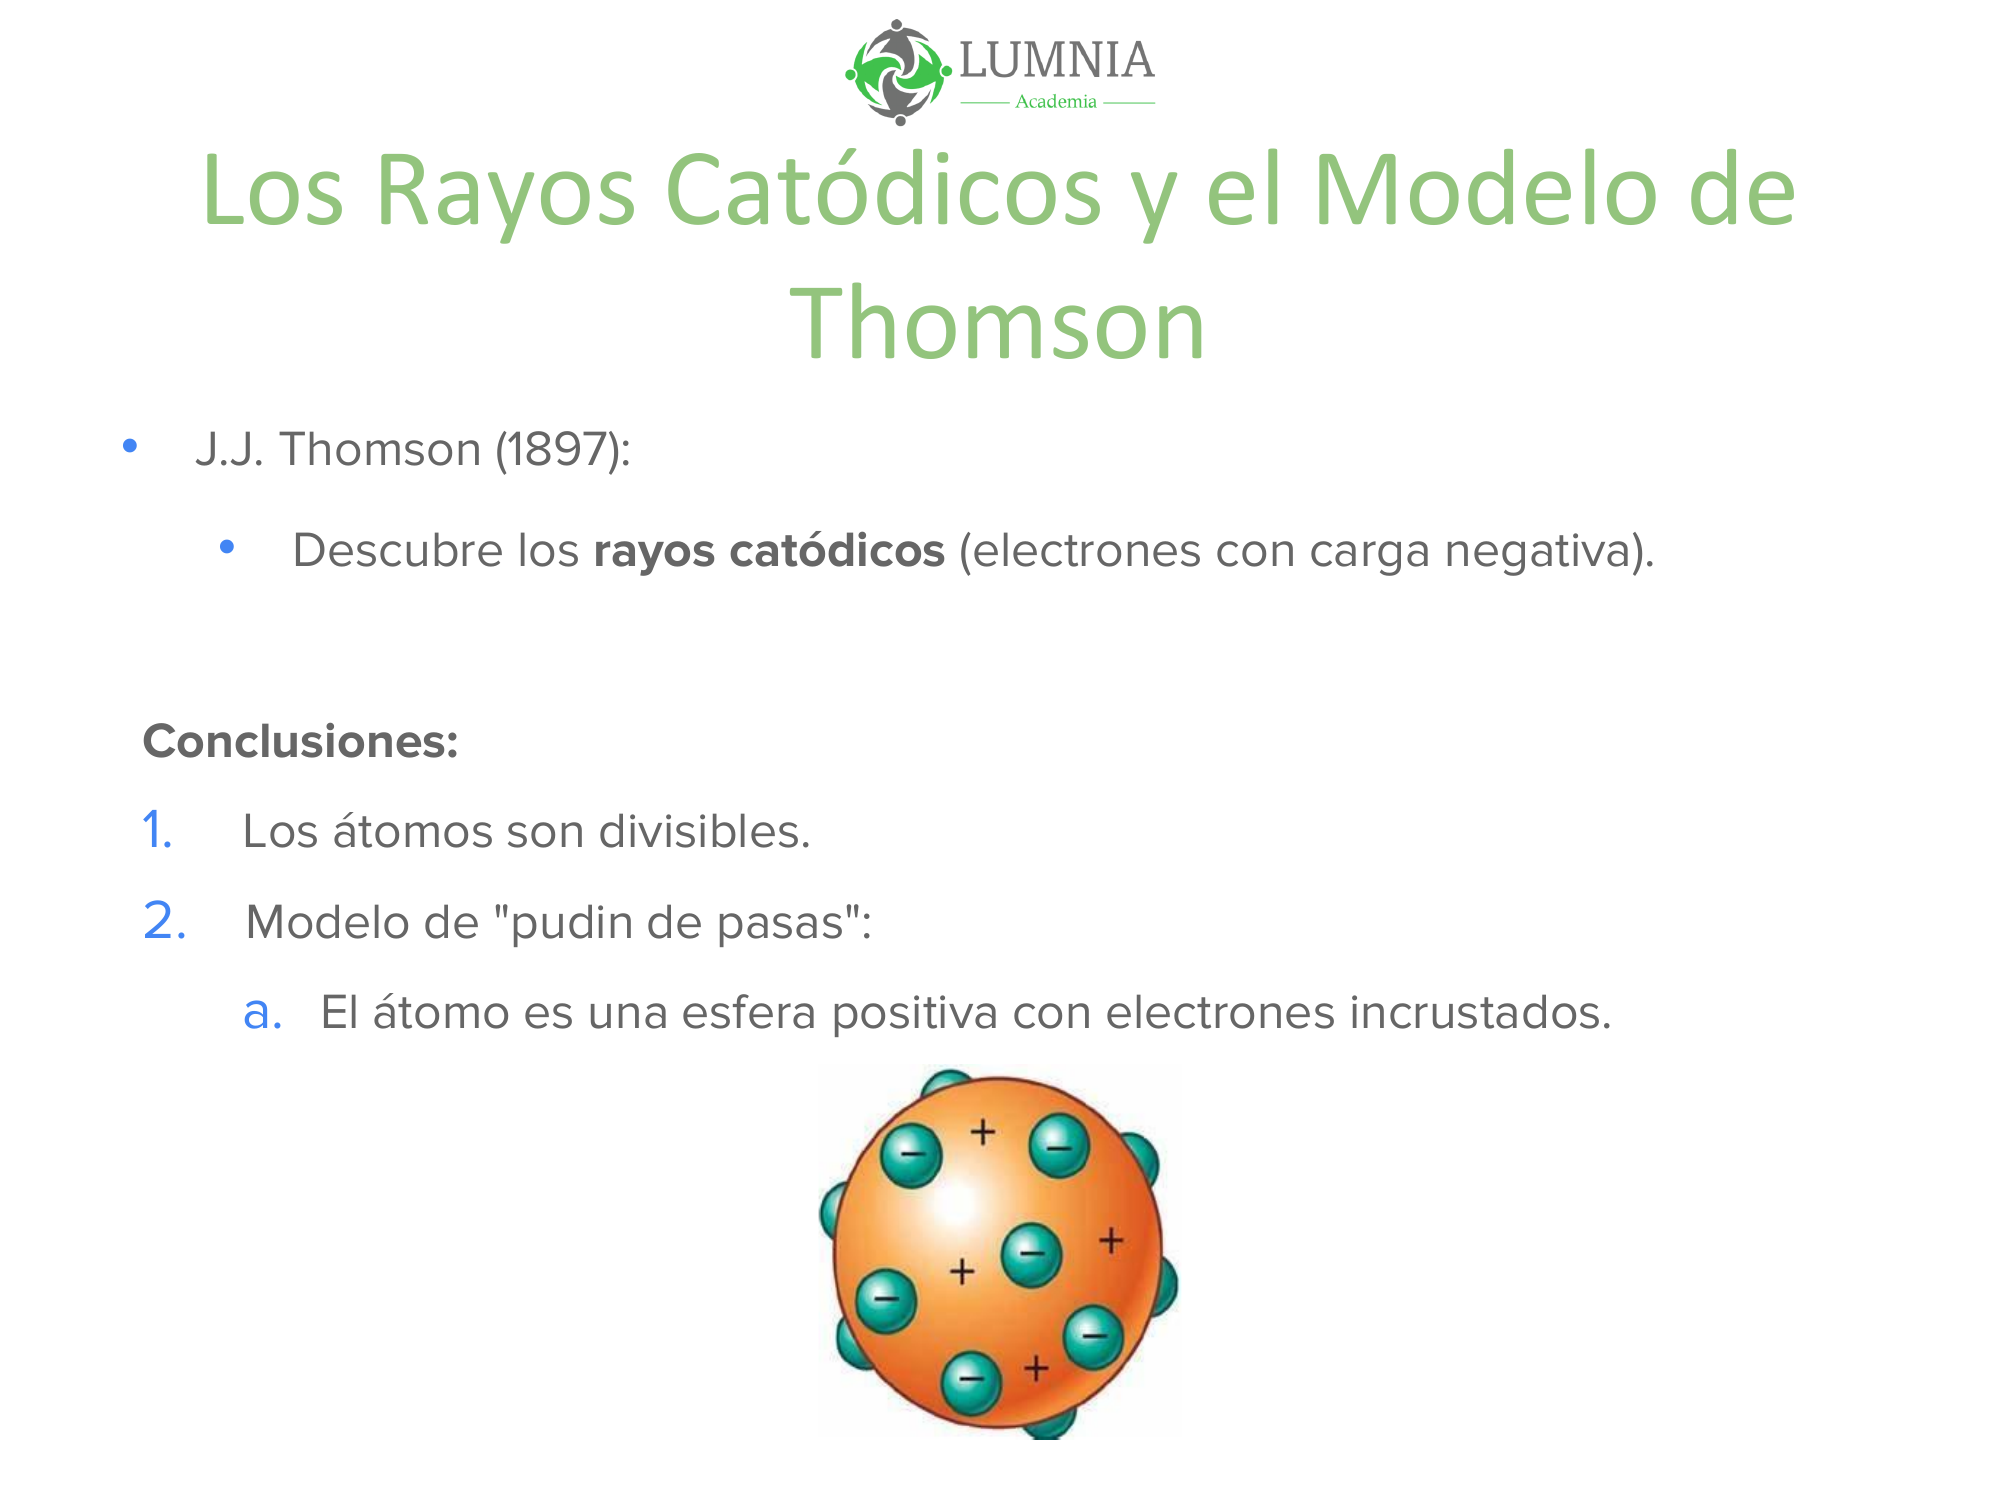 LUMNIA
Academia
Los Rayos Catódicos y el Modelo de
Thomson
• J.J. Thomson (1897):
• Descubre los rayos catódicos (electrones con carga negativa).
Conclusiones:
1. Los átomos son divisibles.
2. Modelo de "pudin de pasas":
a. El átomo es una esfera positiva con electrones incrustados.
− + −
− +
+
−
−
− +